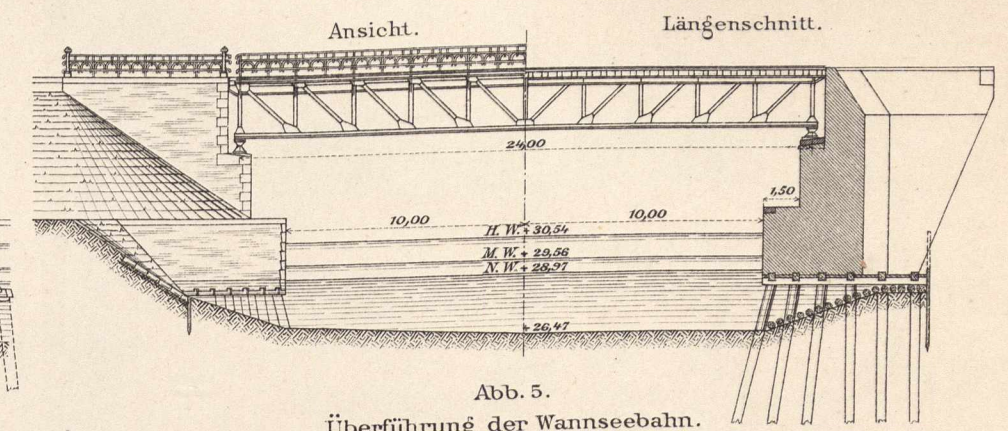 Ansicht.
Längenschnitt.
24,00
1,50
10,00
10,00
H. W. + 30,54
M. W. + 29,56
N. W. + 28,97
+ 26,47
Abb. 5.
Überführung der Wannseebahn.